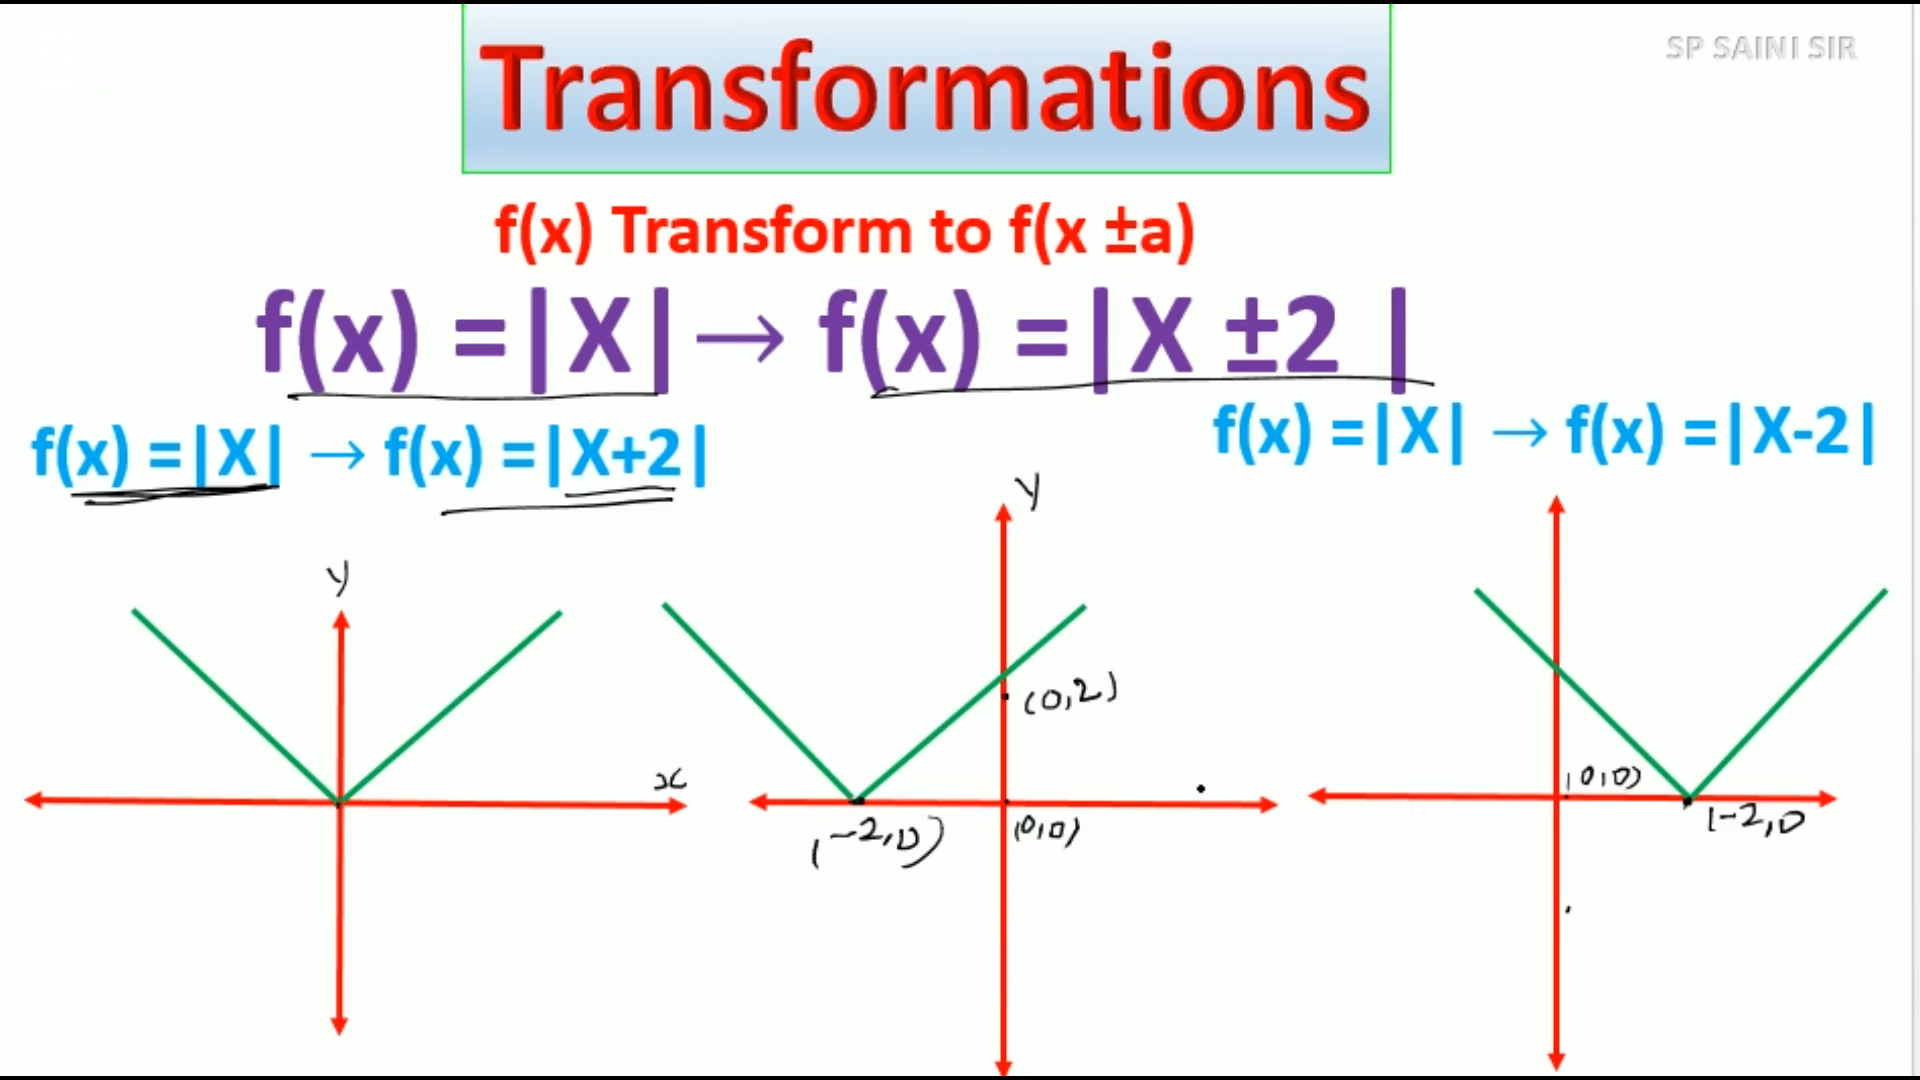 Transformations
SP SAINI SIR
f(x) Transform to f(x ±a)
f(x) =|X| → f(x) =|X ±2 |
f(x) =|X| → f(x) =|X+2|
f(x) =|X| → f(x) =|X-2|
y
y
(0,2)
x
(-2,0)
(0,0)
(0,0)
(-2,0